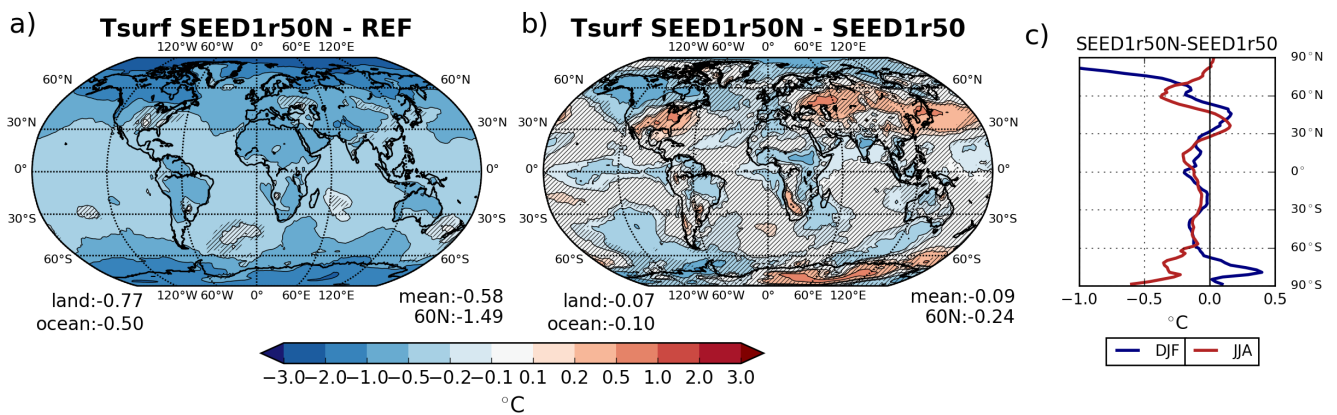 a)
Tsurf SEED1r50N - REF
120°W 60°W 0° 60°E 120°E
60°N 60°N
30°N 30°N
0° 0°
30°S 30°S
60°S 60°S
120°W 60°W 0° 60°E 120°E
land:-0.77
ocean:-0.50
mean:-0.58
60N:-1.49
b)
Tsurf SEED1r50N - SEED1r50
120°W 60°W 0° 60°E 120°E
60°N 60°N
30°N 30°N
0° 0°
30°S 30°S
60°S 60°S
120°W 60°W 0° 60°E 120°E
land:-0.07
ocean:-0.10
mean:-0.09
60N:-0.24
−3.0 −2.0 −1.0 −0.5 −0.2 −0.1 0.1 0.2 0.5 1.0 2.0 3.0
°C
c)
SEED1r50N-SEED1r50
90°N
60°N
30°N
0°
30°S
60°S
90°S
−1.0 −0.5 0.0 0.5
°C
DJF JJA